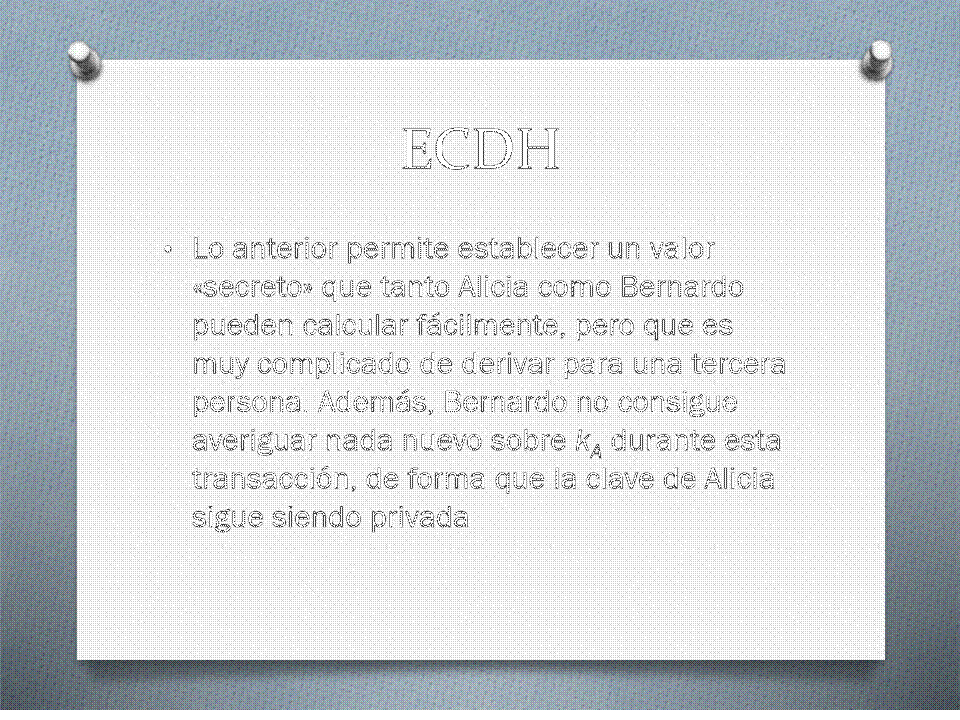 ECDH
• Lo anterior permite establecer un valor
«secreto» que tanto Alicia como Bernardo
pueden calcular fácilmente, pero que es
muy complicado de derivar para una tercera
persona. Además, Bernardo no consigue
averiguar nada nuevo sobre k_A durante esta
transacción, de forma que la clave de Alicia
sigue siendo privada